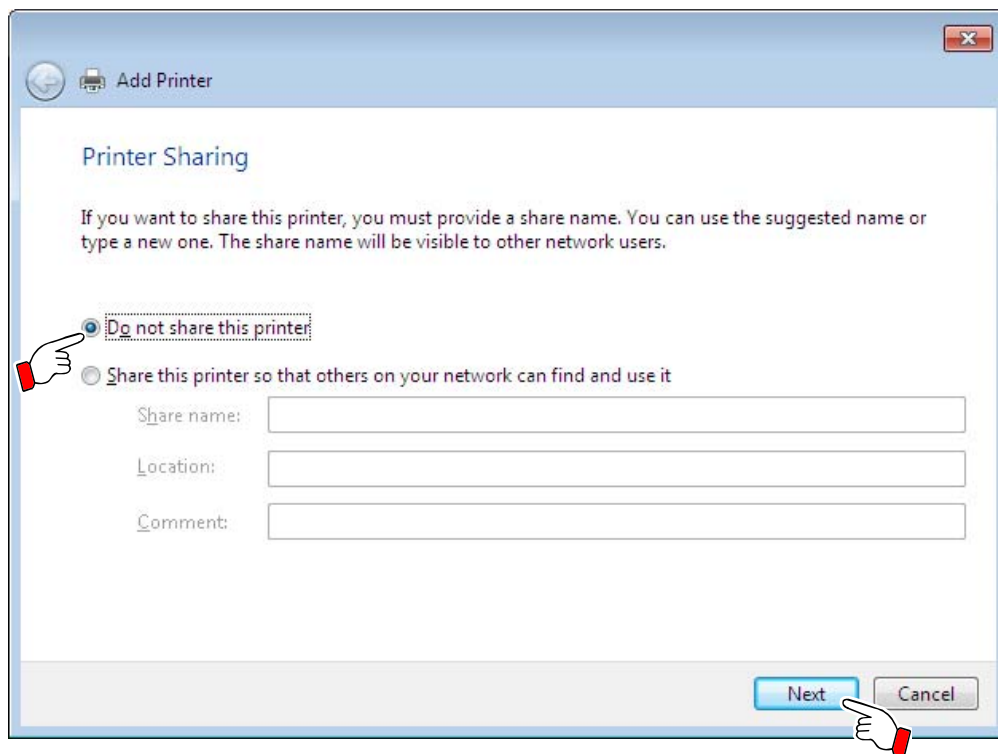 Add Printer
Printer Sharing
If you want to share this printer, you must provide a share name. You can use the suggested name or
type a new one. The share name will be visible to other network users.
Do not share this printer
Share this printer so that others on your network can find and use it
Share name:
Location:
Comment:
Next Cancel